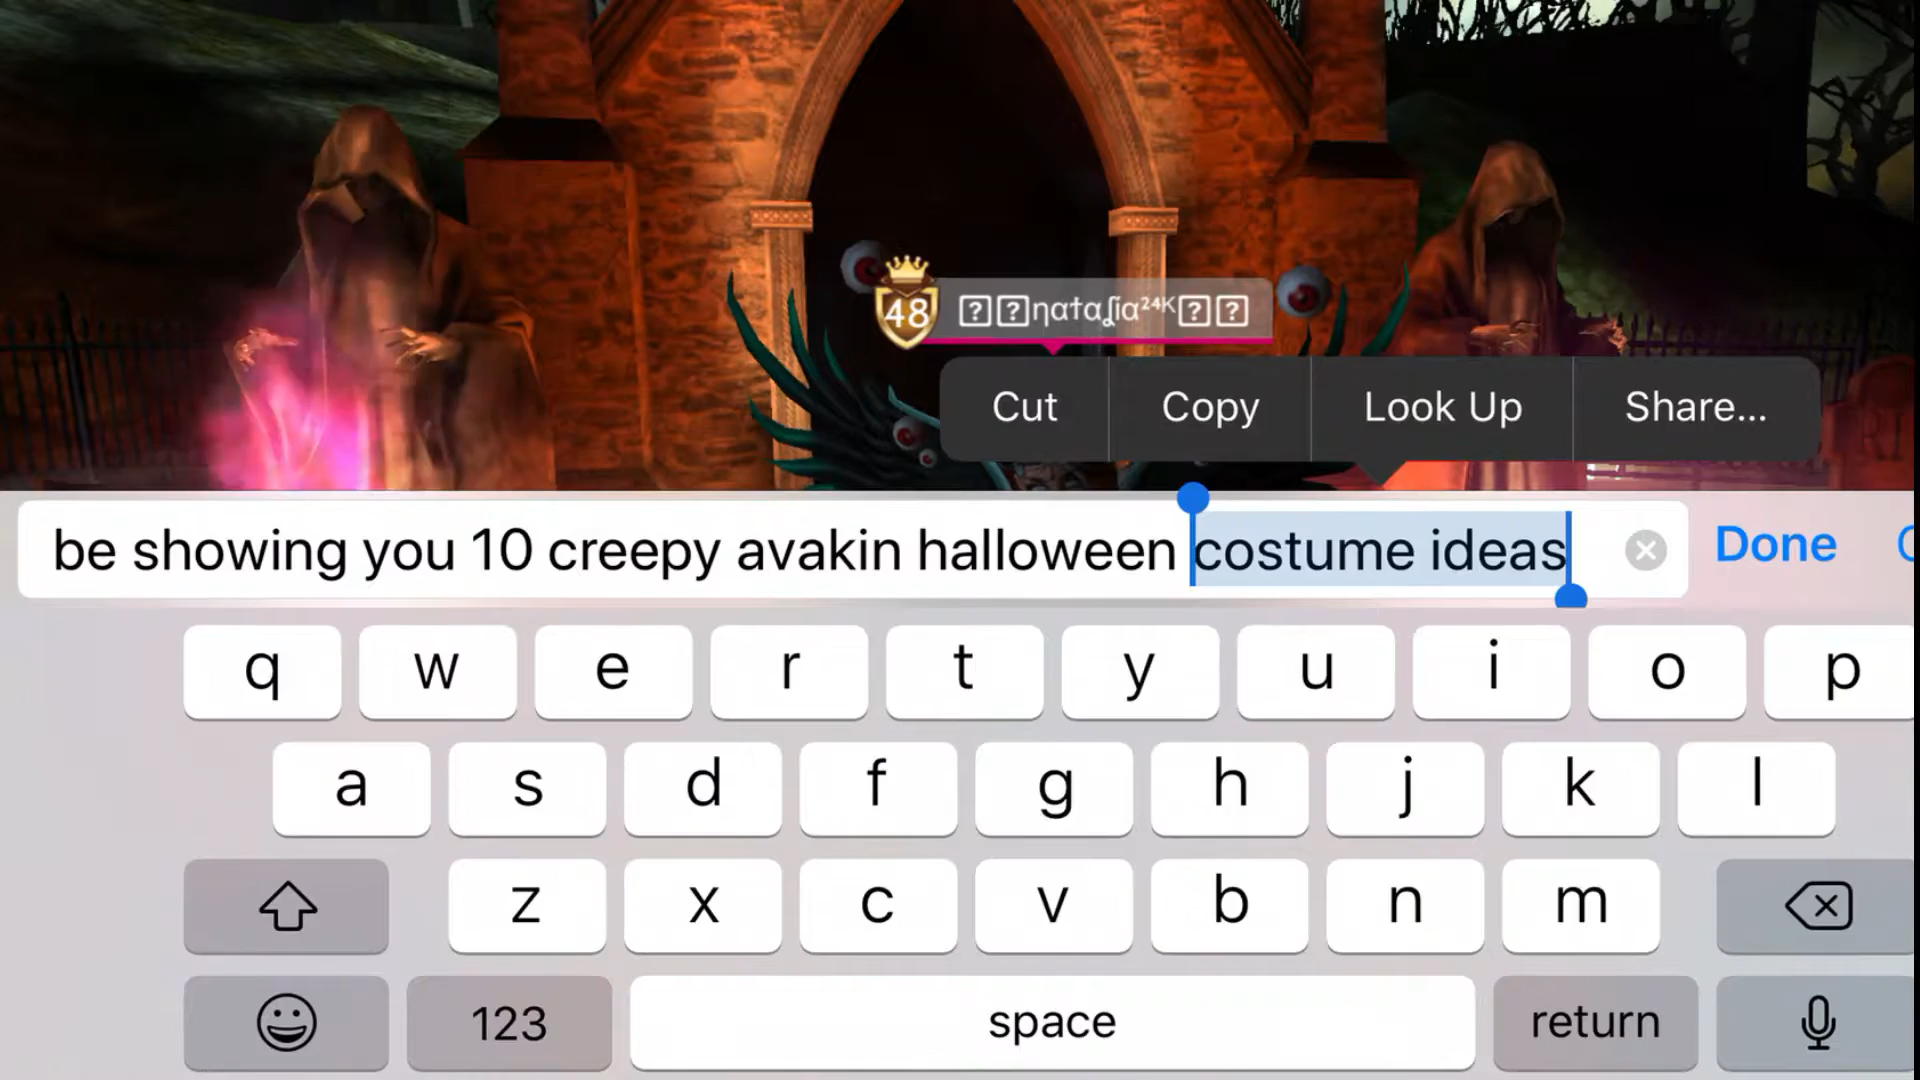 48 ⍰⍰ηαταʆία²⁴ᴷ⍰⍰
Cut Copy Look Up Share...
be showing you 10 creepy avakin halloween costume ideas Done
q w e r t y u i o p
a s d f g h j k l
z x c v b n m
123 space return